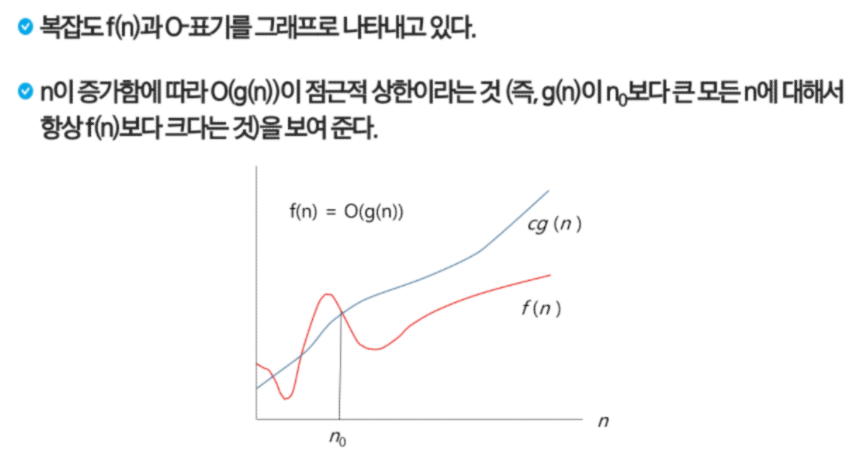 복잡도 f(n)과 O-표기를 그래프로 나타내고 있다.
n이 증가함에 따라 O(g(n))이 점근적 상한이라는 것 (즉, g(n)이 n₀보다 큰 모든 n에 대해서
항상 f(n)보다 크다는 것)을 보여 준다.
f(n) = O(g(n))
cg (n )
f (n )
n
n₀